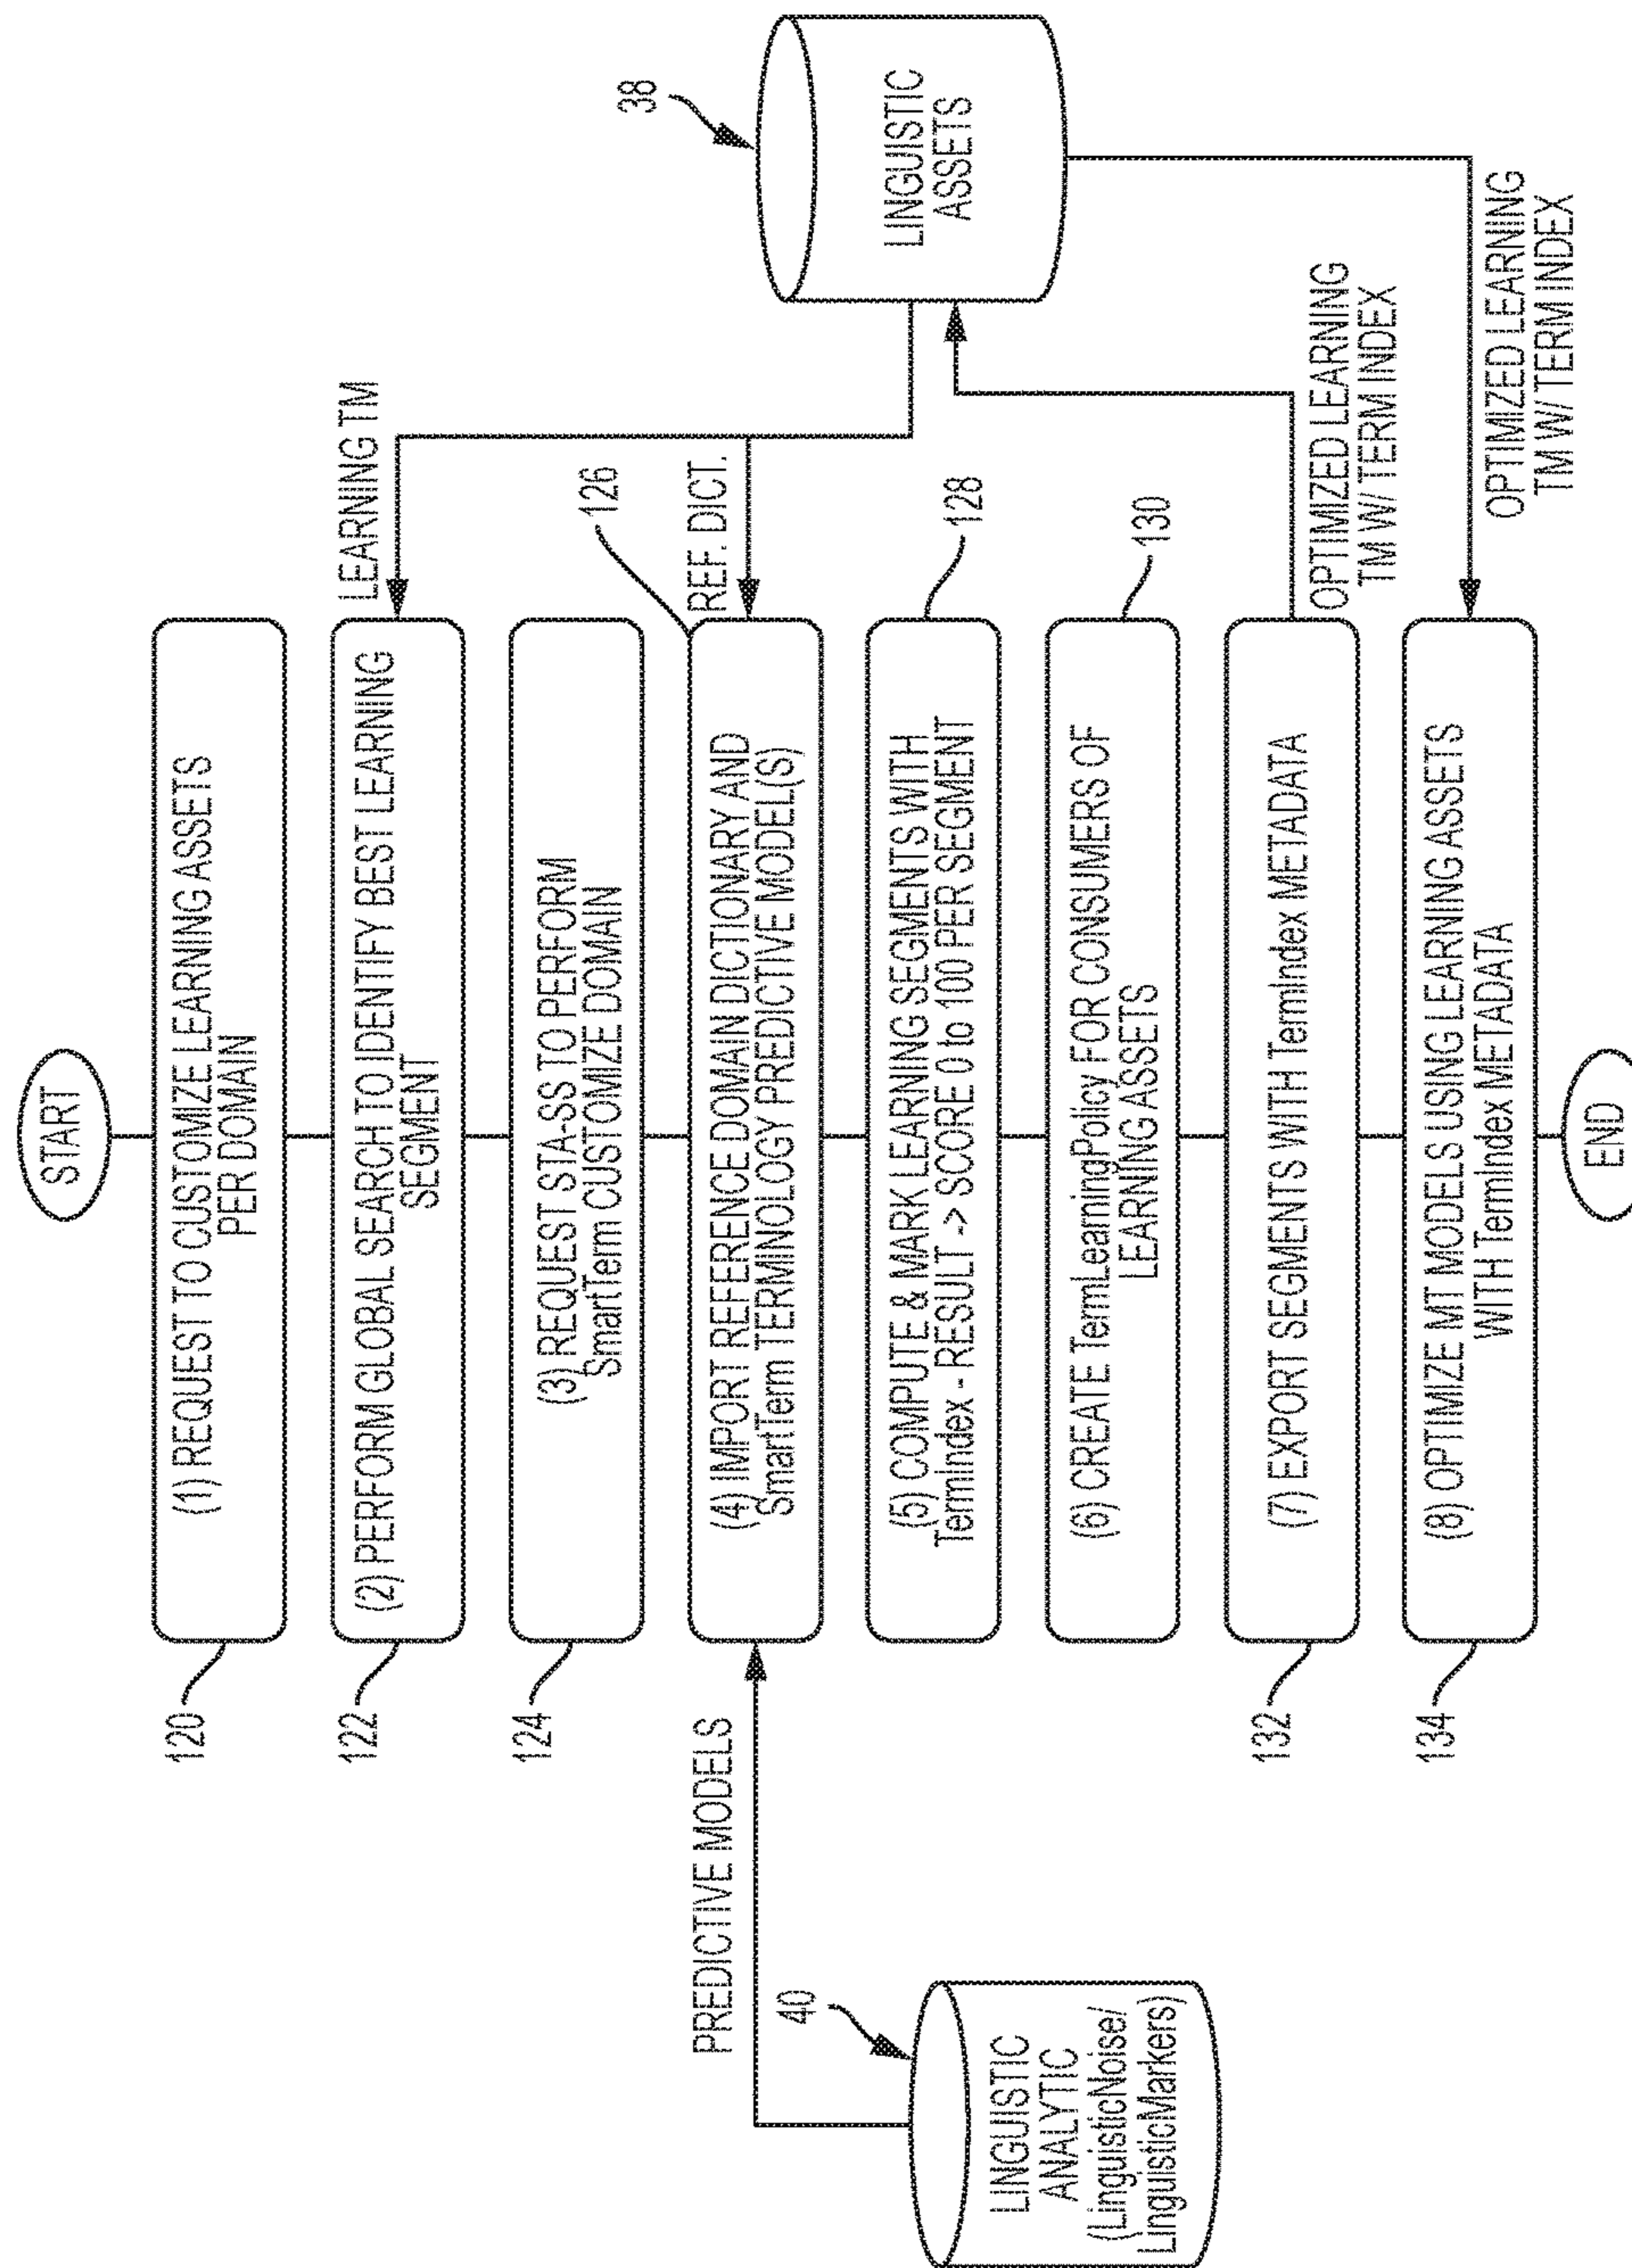 START
120
(1) REQUEST TO CUSTOMIZE LEARNING ASSETS
PER DOMAIN
LEARNING TM
122
(2) PERFORM GLOBAL SEARCH TO IDENTIFY BEST LEARNING
SEGMENT
124
(3) REQUEST STA-SS TO PERFORM
SmartTerm CUSTOMIZE DOMAIN
126
REF. DICT.
PREDICTIVE MODELS
(4) IMPORT REFERENCE DOMAIN DICTIONARY AND
SmartTerm TERMINOLOGY PREDICTIVE MODEL(S)
38
LINGUISTIC
ASSETS
40
LINGUISTIC
ANALYTIC
(LinguisticNoise/
LinguisticMarkers)
128
(5) COMPUTE & MARK LEARNING SEGMENTS WITH
TermIndex - RESULT -> SCORE 0 to 100 PER SEGMENT
130
(6) CREATE TermLearningPolicy FOR CONSUMERS OF
LEARNING ASSETS
132
(7) EXPORT SEGMENTS WITH TermIndex METADATA
OPTIMIZED LEARNING
TM W/ TERM INDEX
134
(8) OPTIMIZE MT MODELS USING LEARNING ASSETS
WITH TermIndex METADATA
OPTIMIZED LEARNING
TM W/ TERM INDEX
END